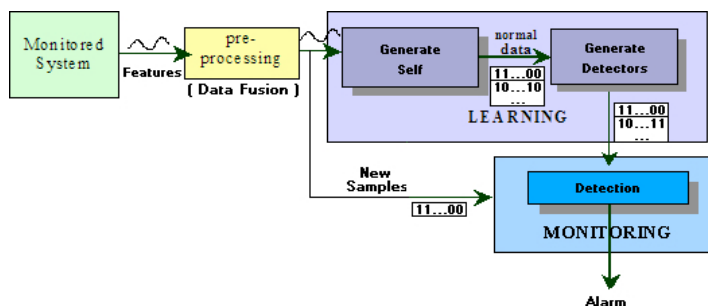 Monitored
System
Features
pre-
processing
( Data Fusion )
Generate
Self
normal
data
11...00
10...10
...
Generate
Detectors
LEARNING
11...00
10...11
...
New
Samples
11...00
Detection
MONITORING
Alarm